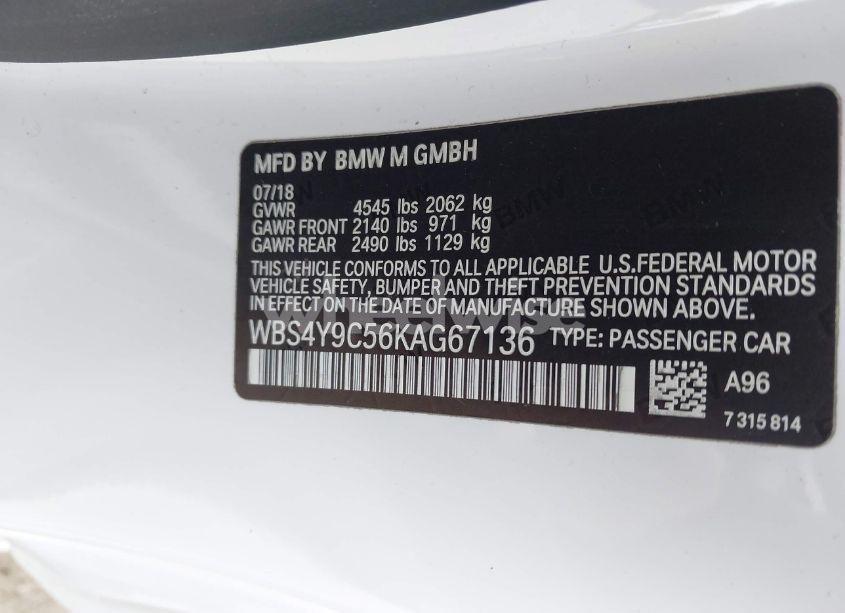 MFD BY BMW M GMBH
07/18
GVWR 4545 lbs 2062 kg
GAWR FRONT 2140 lbs 971 kg
GAWR REAR 2490 lbs 1129 kg
THIS VEHICLE CONFORMS TO ALL APPLICABLE U.S.FEDERAL MOTOR
VEHICLE SAFETY, BUMPER AND THEFT PREVENTION STANDARDS
IN EFFECT ON THE DATE OF MANUFACTURE SHOWN ABOVE.
WBS4Y9C56KAG67136 TYPE: PASSENGER CAR
A96
7 315 814
BMW
BMW